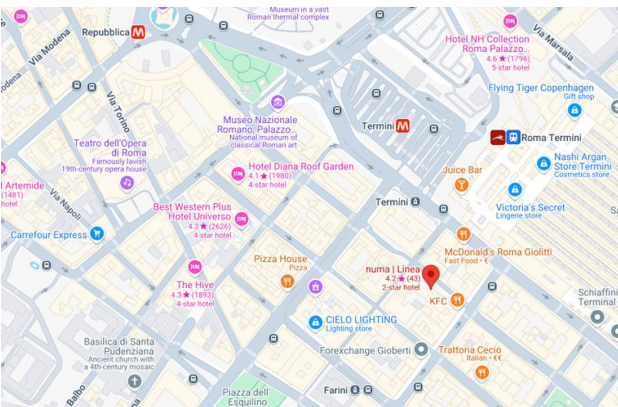 Museum in a vast
Roman thermal complex
Via Modena
Repubblica M
Hotel NH Collection
Roma Palazzo...
4.6 ★ (1796)
5-star hotel
Via Marsala
odena
Via Torino
Flying Tiger Copenhagen
Gift shop
Museo Nazionale
Romano, Palazzo...
National museum of
classical Roman art
Termini M
Roma Termini
Teatro dell'Opera
di Roma
Famously lavish
19th-century opera house
Nashi Argan
Store Termini
Cosmetics store
Hotel Diana Roof Garden
4.1 ★ (1980)
4-star hotel
Juice Bar
l Artemide
(1481)
hotel
Via Napoli
Best Western Plus
Hotel Universo
4.3 ★ (2626)
4-star hotel
Termini
Victoria's Secret
Lingerie store
Carrefour Express
McDonald's Roma Giolitti
Fast Food • €
Pizza House
Pizza
numa | Linea
4.2 ★ (43)
2-star hotel
The Hive
4.3 ★ (1893)
4-star hotel
KFC
Schiaffini
Terminal
CIELO LIGHTING
Lighting store
Basilica di Santa
Pudenziana
Ancient church with
a 4th-century mosaic
Forexchange Gioberti
Trattoria Cecio
Italian • €€
Balbo
Piazza dell'
Esquilino
Farini